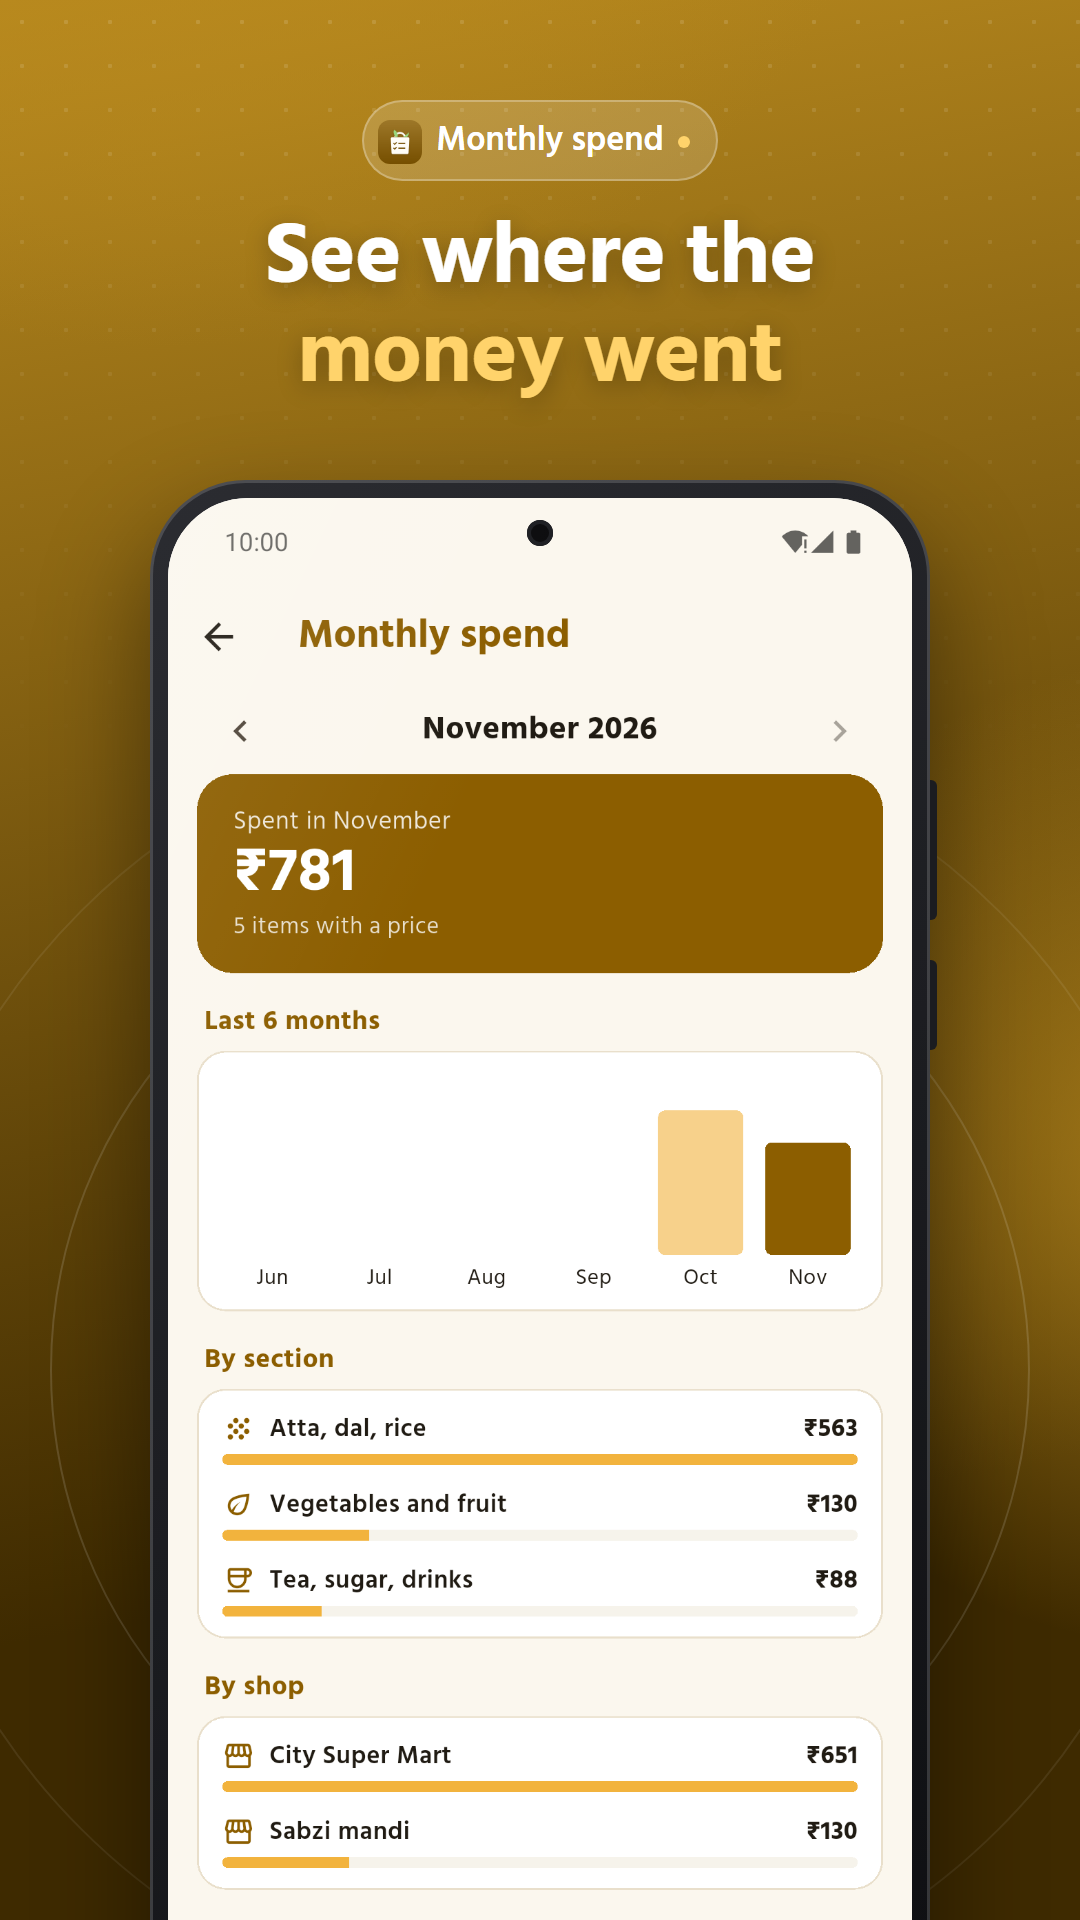 Monthly spend
See where the
money went
10:00
Monthly spend
November 2026
Spent in November
₹781
5 items with a price
Last 6 months
Jun Jul Aug Sep Oct Nov
By section
Atta, dal, rice ₹563
Vegetables and fruit ₹130
Tea, sugar, drinks ₹88
By shop
City Super Mart ₹651
Sabzi mandi ₹130